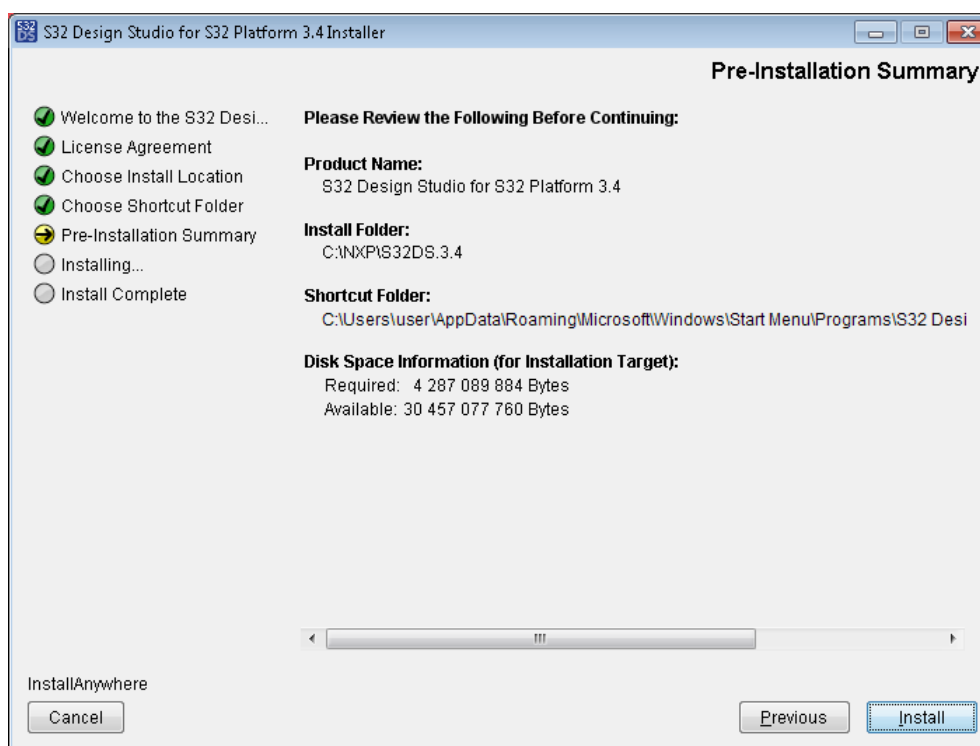 S32 DS
S32 Design Studio for S32 Platform 3.4 Installer
Pre-Installation Summary
Welcome to the S32 Desi...
License Agreement
Choose Install Location
Choose Shortcut Folder
Pre-Installation Summary
Installing...
Install Complete
Please Review the Following Before Continuing:
Product Name:
S32 Design Studio for S32 Platform 3.4
Install Folder:
C:\NXP\S32DS.3.4
Shortcut Folder:
C:\Users\user\AppData\Roaming\Microsoft\Windows\Start Menu\Programs\S32 Desi
Disk Space Information (for Installation Target):
Required: 4 287 089 884 Bytes
Available: 30 457 077 760 Bytes
InstallAnywhere
Cancel
Previous
Install